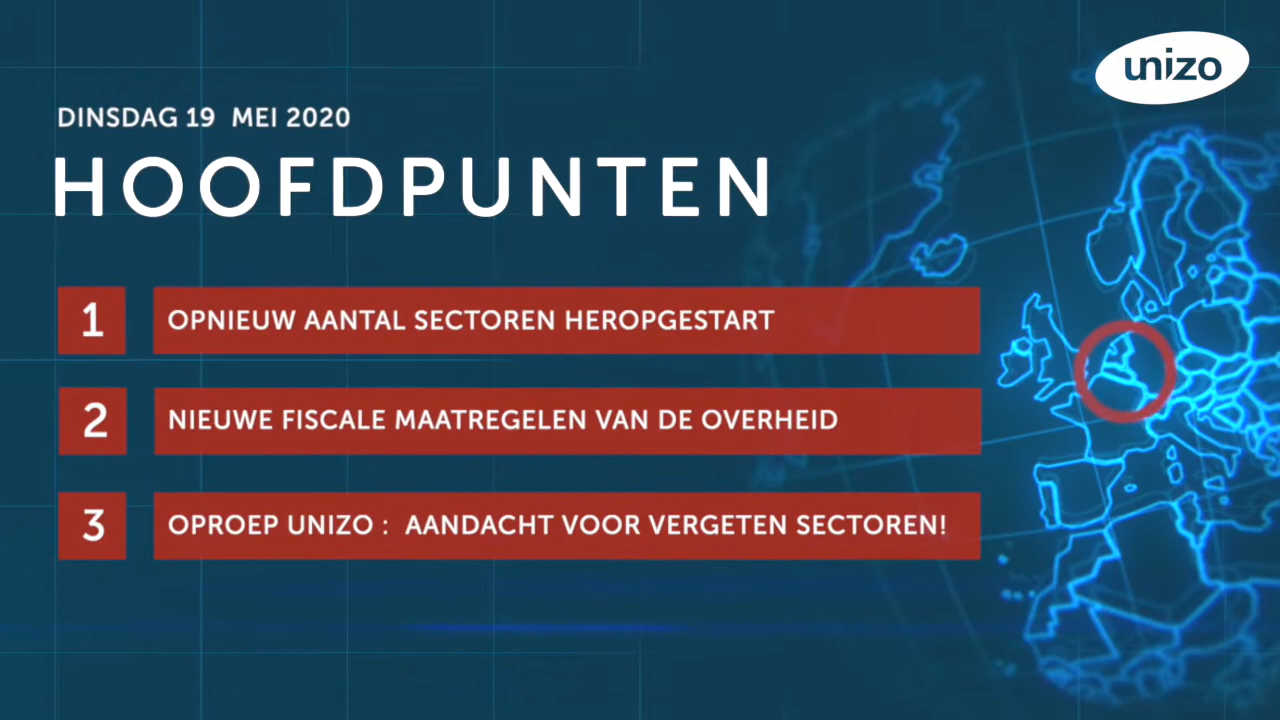 unizo
DINSDAG 19 MEI 2020
HOOFDPUNTEN
1 OPNIEUW AANTAL SECTOREN HEROPGESTART
2 NIEUWE FISCALE MAATREGELEN VAN DE OVERHEID
3 OPROEP UNIZO : AANDACHT VOOR VERGETEN SECTOREN!